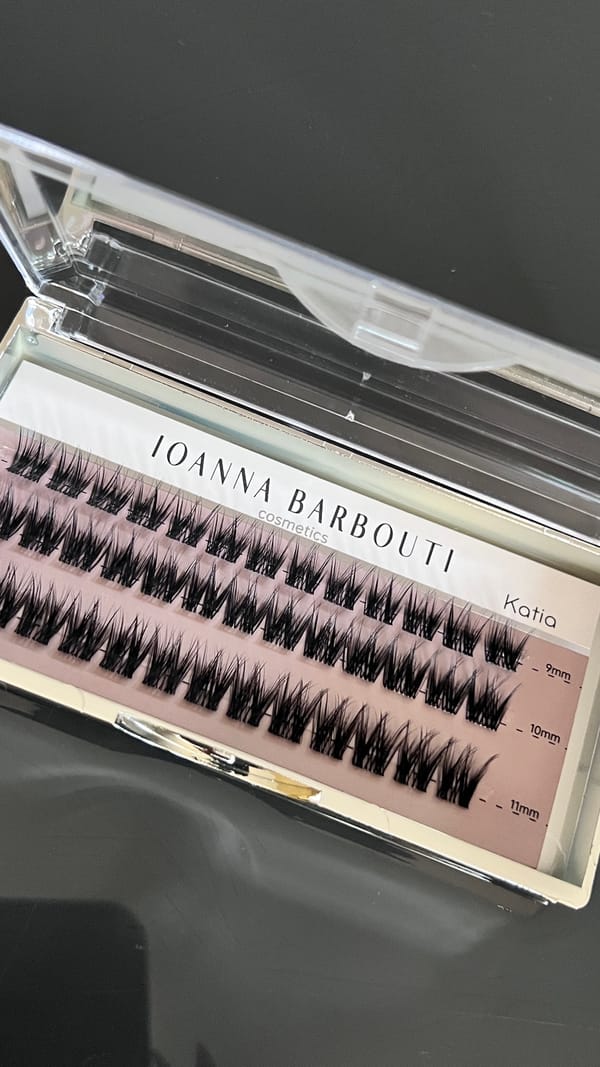 IOANNA BARBOUTI
cosmetics
Katia
9mm
10mm
11mm